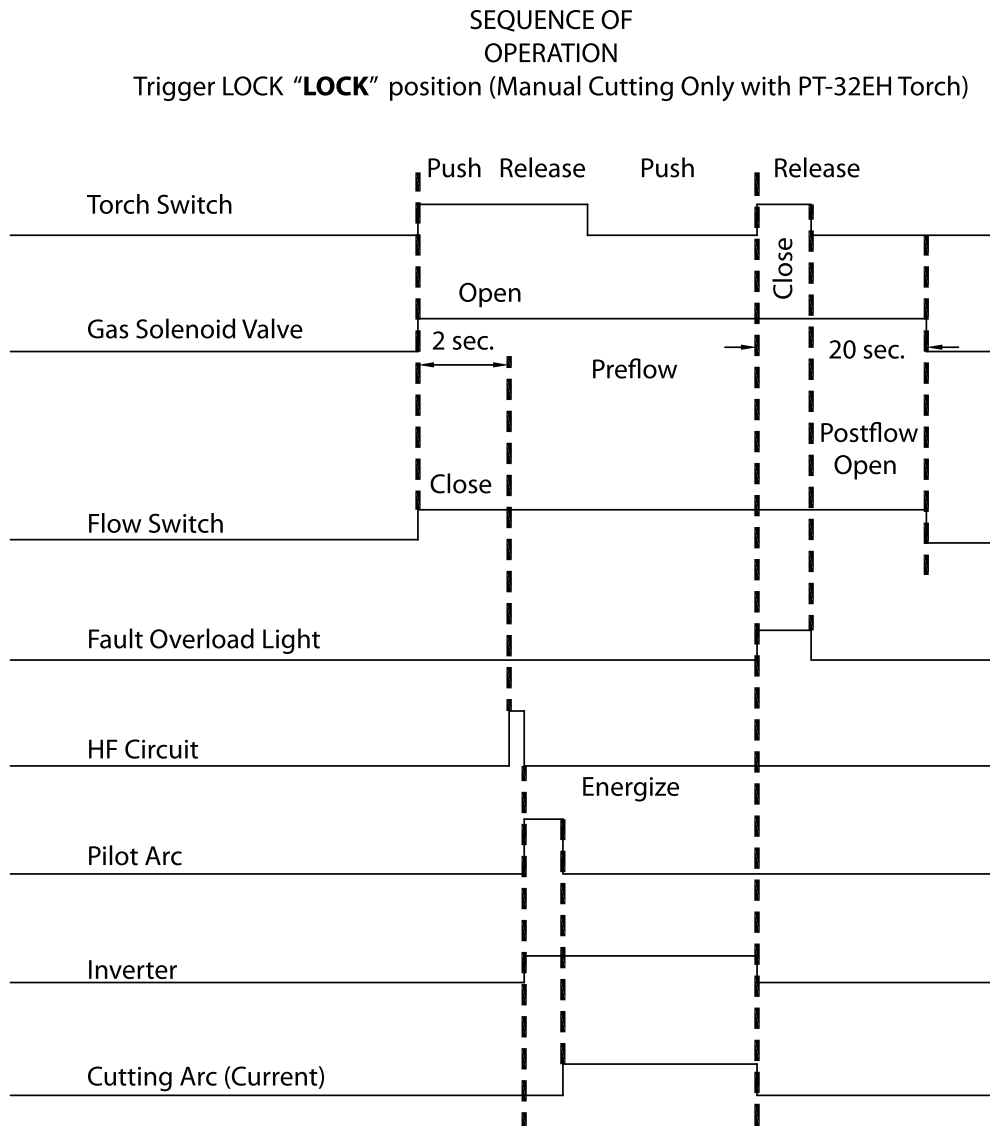 SEQUENCE OF
OPERATION
Trigger LOCK “LOCK” position (Manual Cutting Only with PT-32EH Torch)
Push Release Push Release
Torch Switch
Close
Open
Gas Solenoid Valve
2 sec.
20 sec.
Preflow
Postflow
Open
Close
Flow Switch
Fault Overload Light
HF Circuit
Energize
Pilot Arc
Inverter
Cutting Arc (Current)